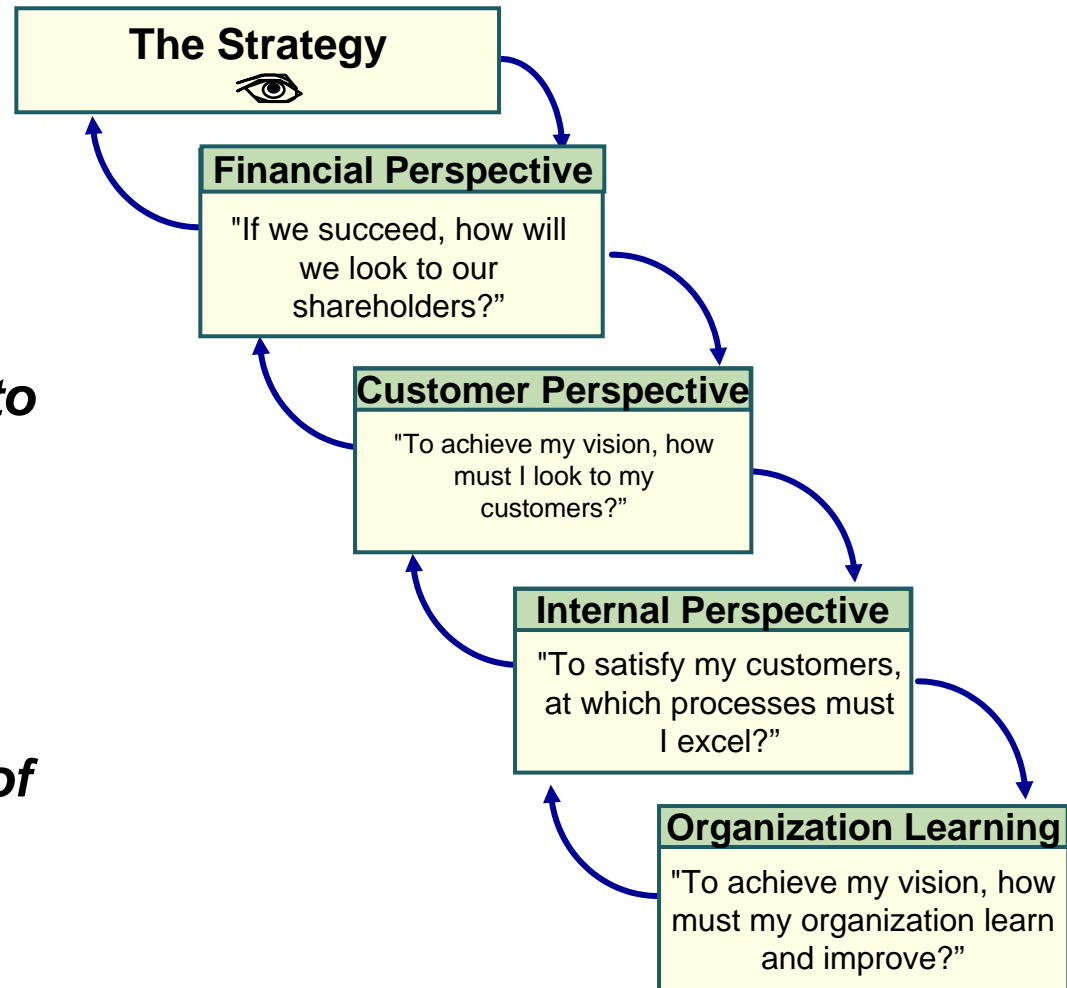 The Strategy
Financial Perspective
"If we succeed, how will
we look to our
shareholders?”
to
Customer Perspective
"To achieve my vision, how
must I look to my
customers?”
Internal Perspective
"To satisfy my customers,
at which processes must
I excel?”
of
Organization Learning
"To achieve my vision, how
must my organization learn
and improve?”